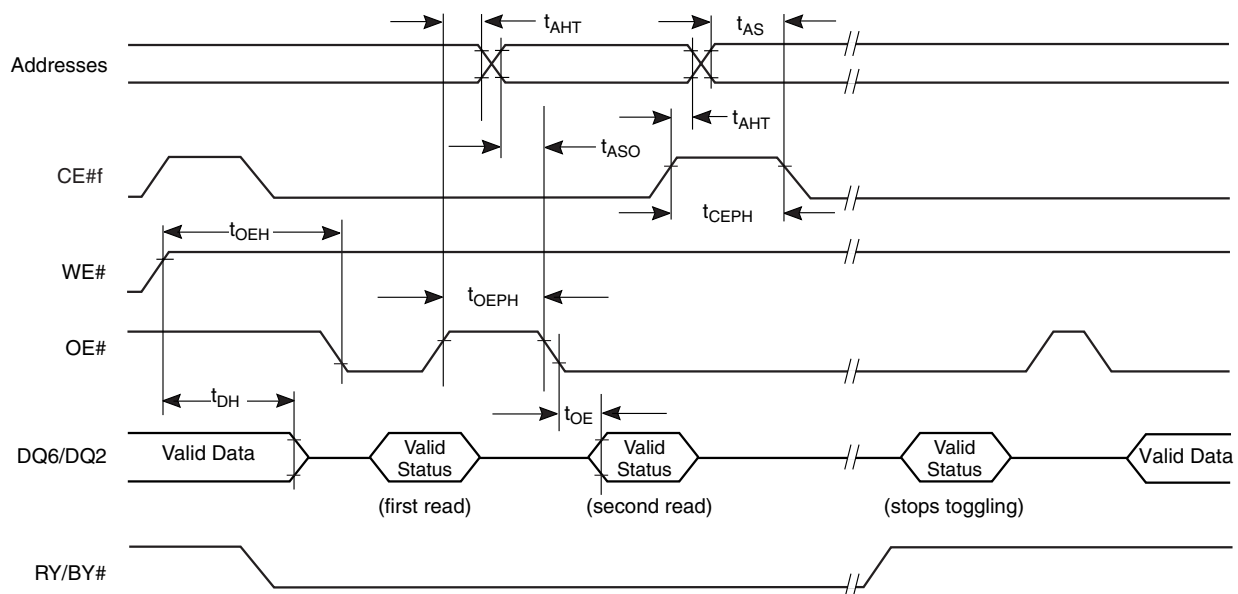 tAHT
tAS
Addresses
tAHT
tASO
CE#f
tCEPH
tOEH
WE#
tOEPH
OE#
tDH
tOE
DQ6/DQ2
Valid Data
Valid
Status
Valid
Status
Valid
Status
Valid Data
(first read)
(second read)
(stops toggling)
RY/BY#